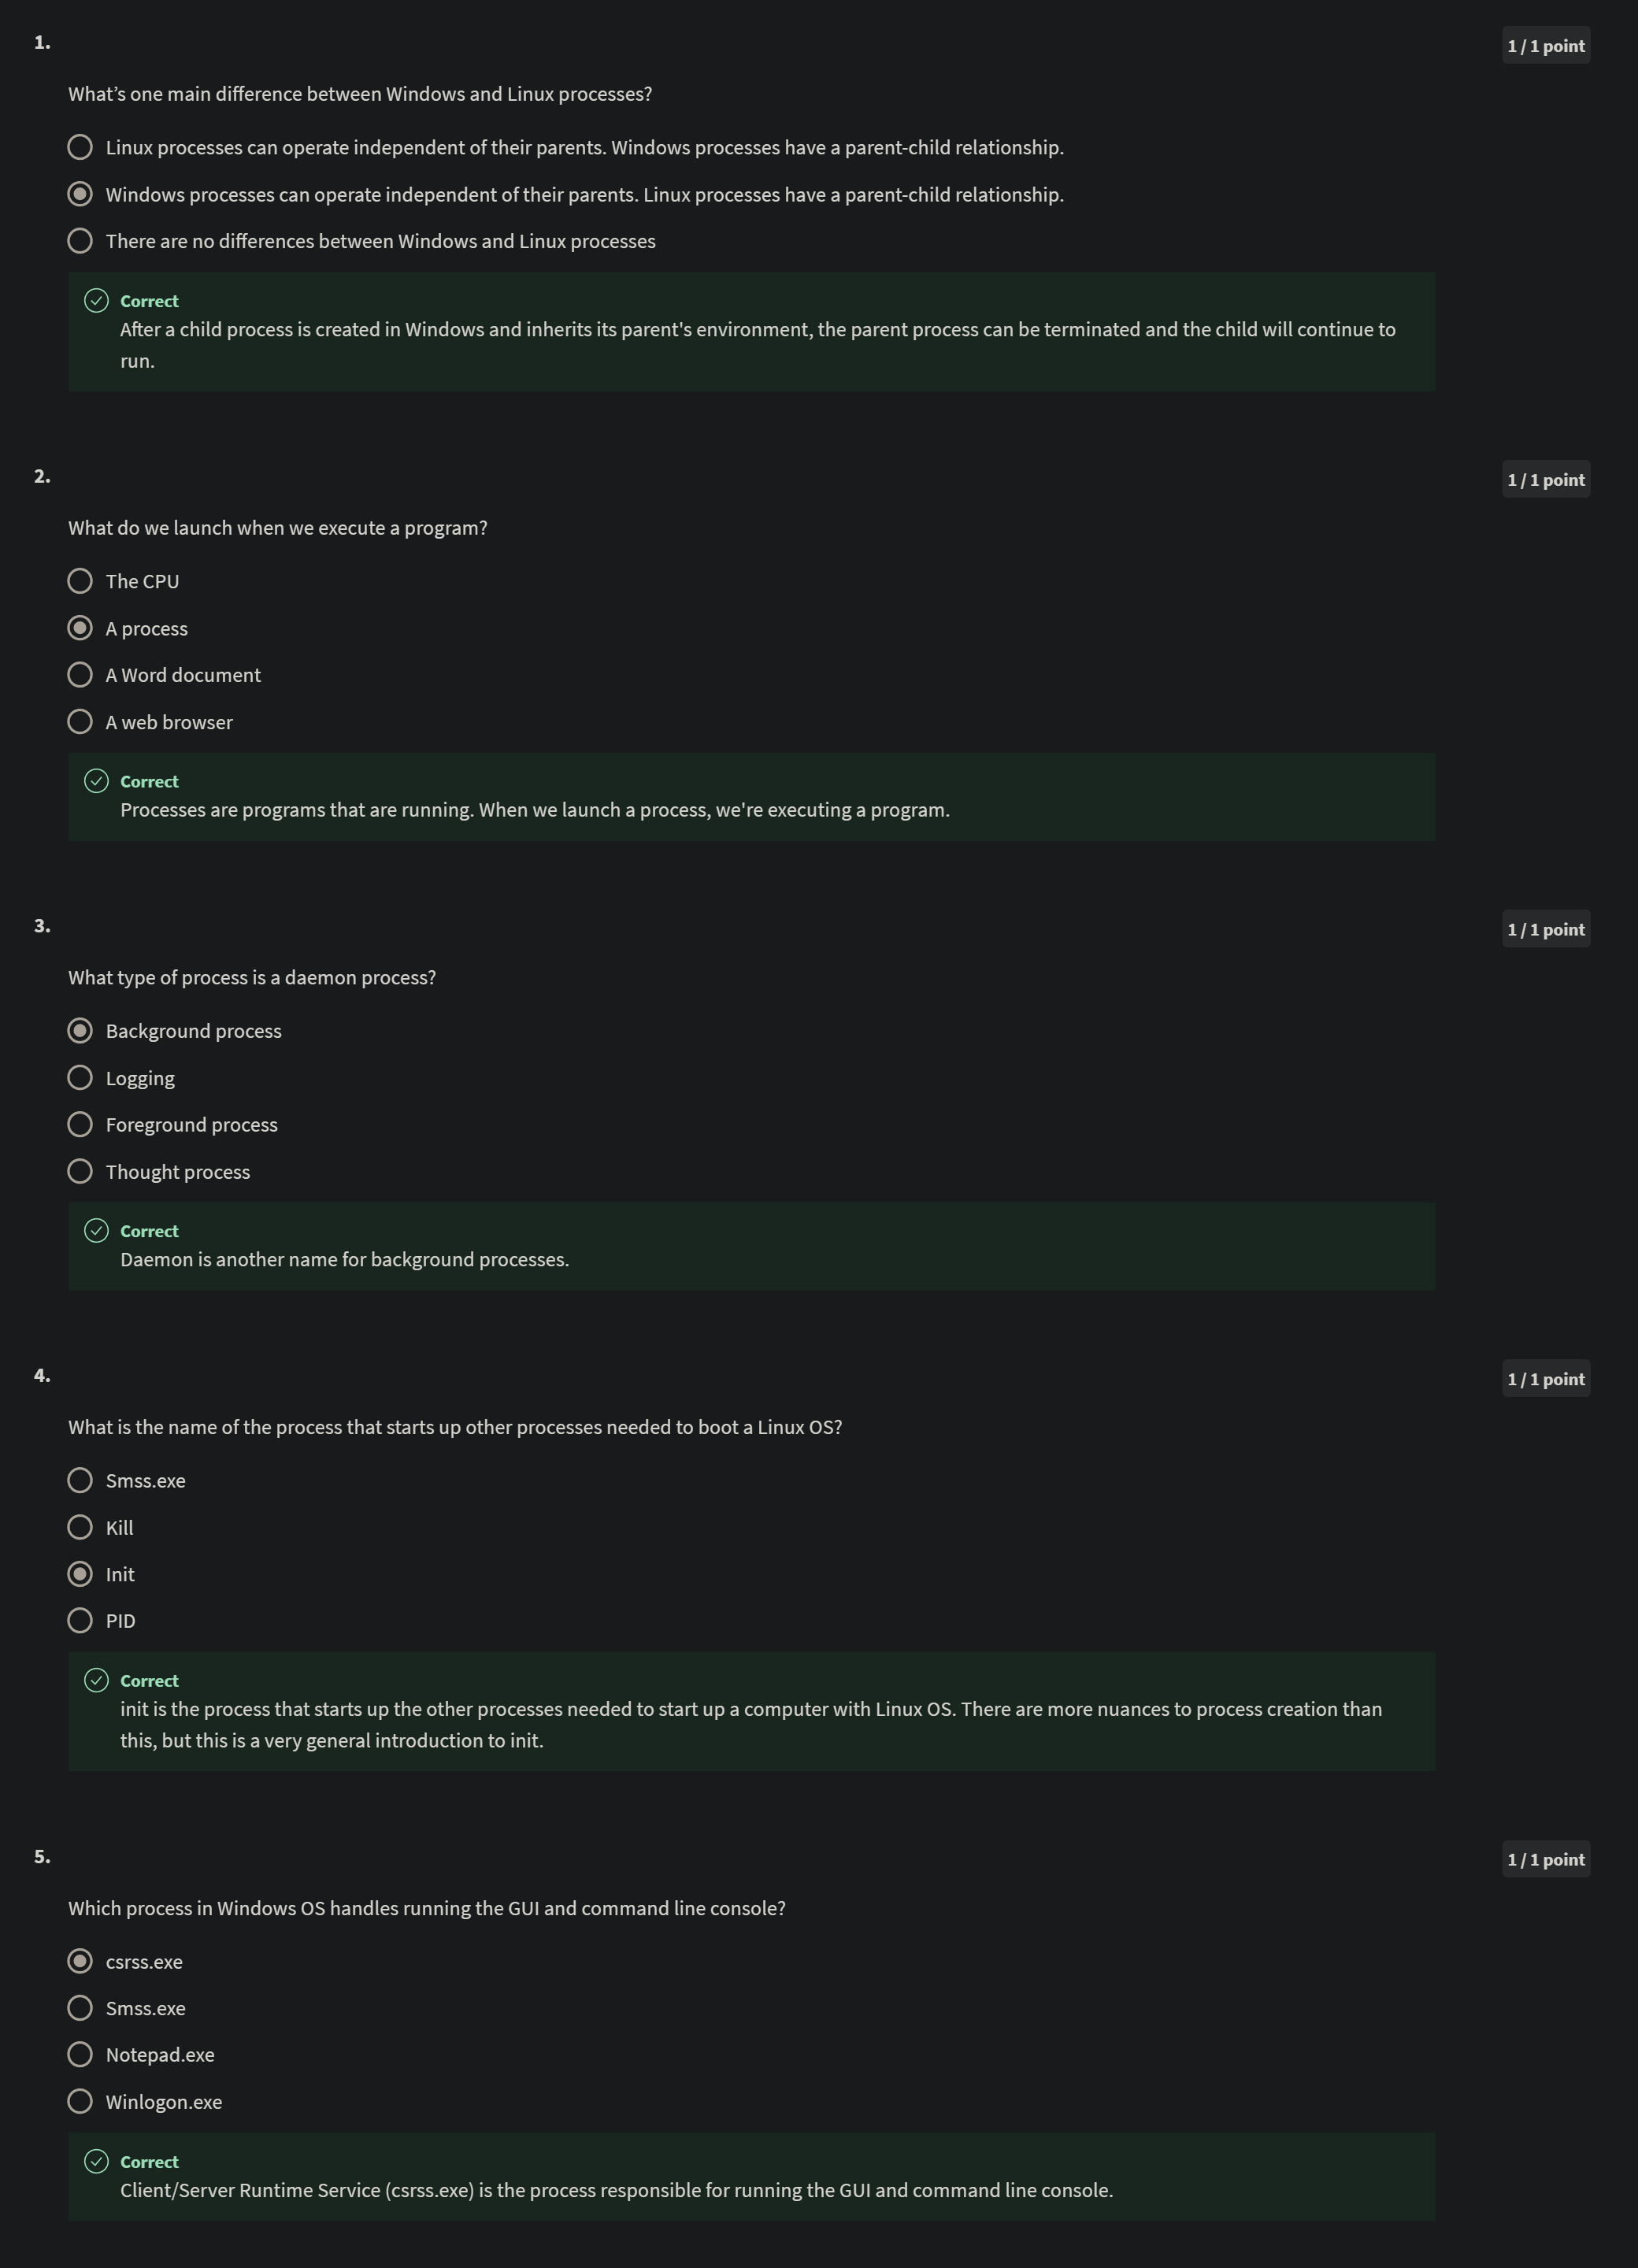 1.
1 / 1 point
What’s one main difference between Windows and Linux processes?
Linux processes can operate independent of their parents. Windows processes have a parent-child relationship.
Windows processes can operate independent of their parents. Linux processes have a parent-child relationship.
There are no differences between Windows and Linux processes
Correct
After a child process is created in Windows and inherits its parent's environment, the parent process can be terminated and the child will continue to
run.
2.
1 / 1 point
What do we launch when we execute a program?
The CPU
A process
A Word document
A web browser
Correct
Processes are programs that are running. When we launch a process, we're executing a program.
3.
1 / 1 point
What type of process is a daemon process?
Background process
Logging
Foreground process
Thought process
Correct
Daemon is another name for background processes.
4.
1 / 1 point
What is the name of the process that starts up other processes needed to boot a Linux OS?
Smss.exe
Kill
Init
PID
Correct
init is the process that starts up the other processes needed to start up a computer with Linux OS. There are more nuances to process creation than
this, but this is a very general introduction to init.
5.
1 / 1 point
Which process in Windows OS handles running the GUI and command line console?
csrss.exe
Smss.exe
Notepad.exe
Winlogon.exe
Correct
Client/Server Runtime Service (csrss.exe) is the process responsible for running the GUI and command line console.